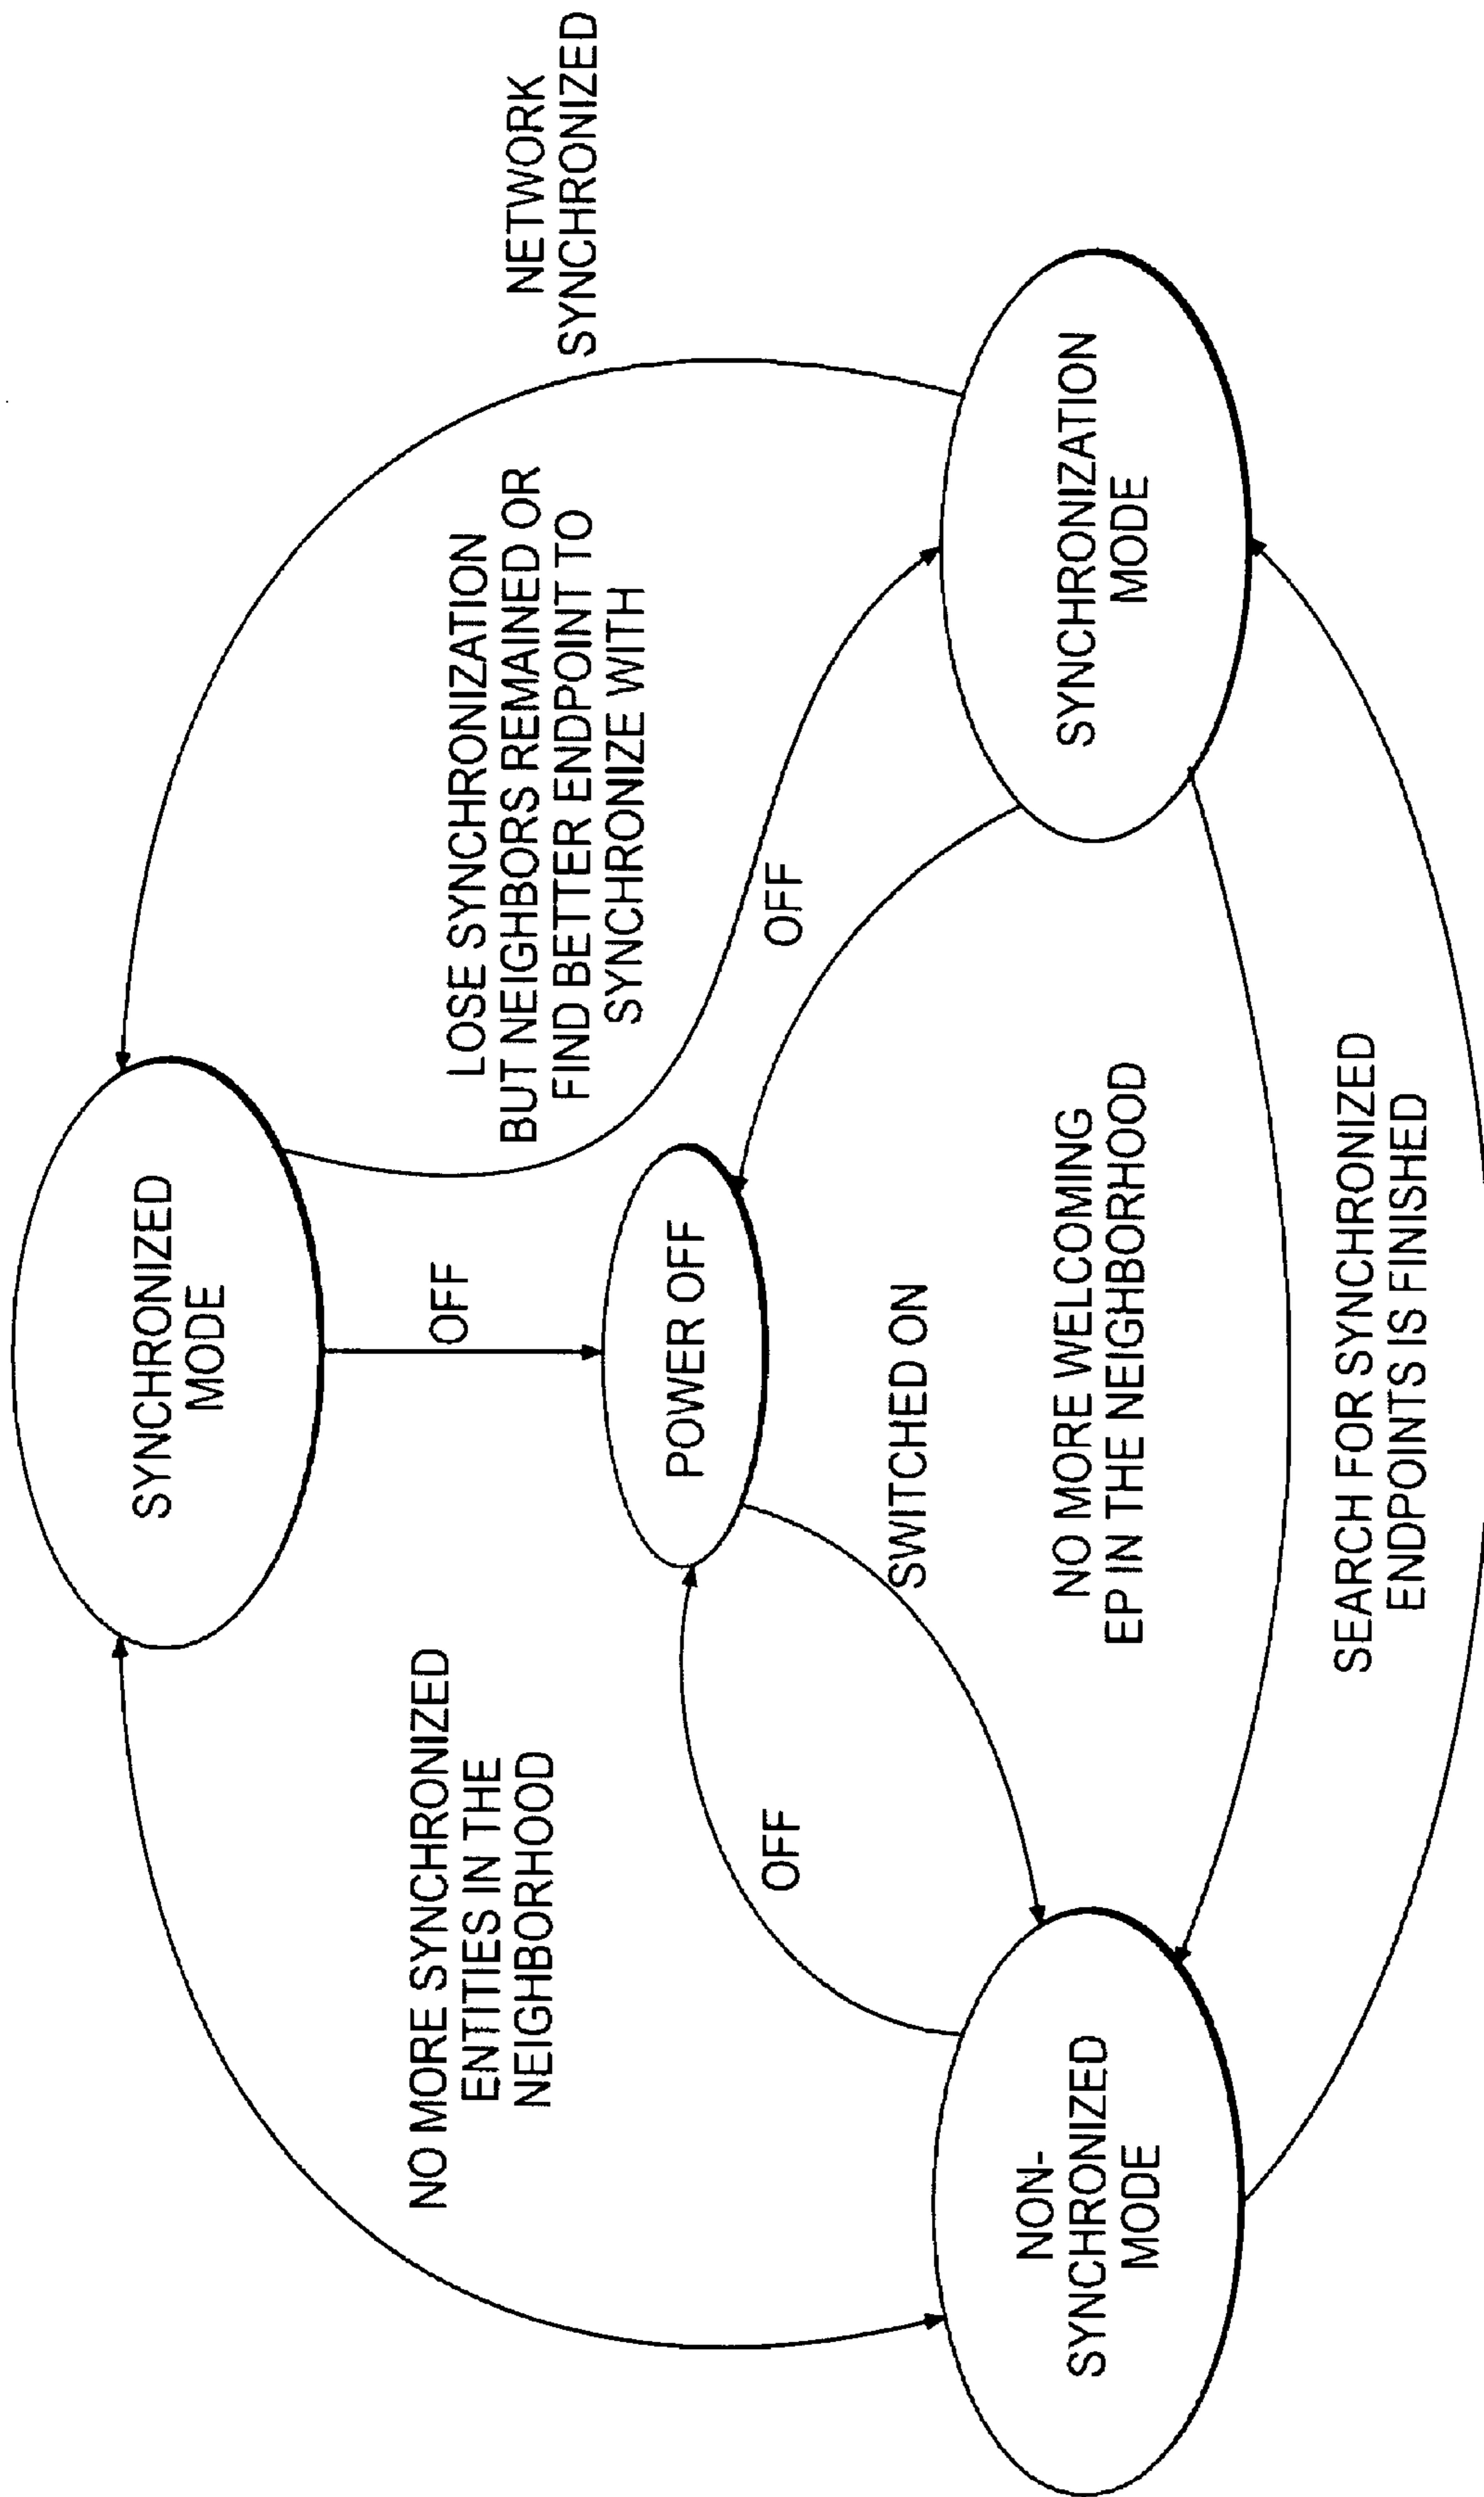 SYNCHRONIZED
MODE
NETWORK
SYNCHRONIZED
NO MORE SYNCHRONIZED
ENTITIES IN THE
NEIGHBORHOOD
OFF
LOSE SYNCHRONIZATION
BUT NEIGHBORS REMAINED OR
FIND BETTER ENDPOINT TO
SYNCHRONIZE WITH
POWER OFF
OFF
OFF
SWITCHED ON
NON-
SYNCHRONIZED
MODE
NO MORE WELCOMING
EP IN THE NEIGHBORHOOD
SYNCHRONIZATION
MODE
SEARCH FOR SYNCHRONIZED
ENDPOINTS IS FINISHED